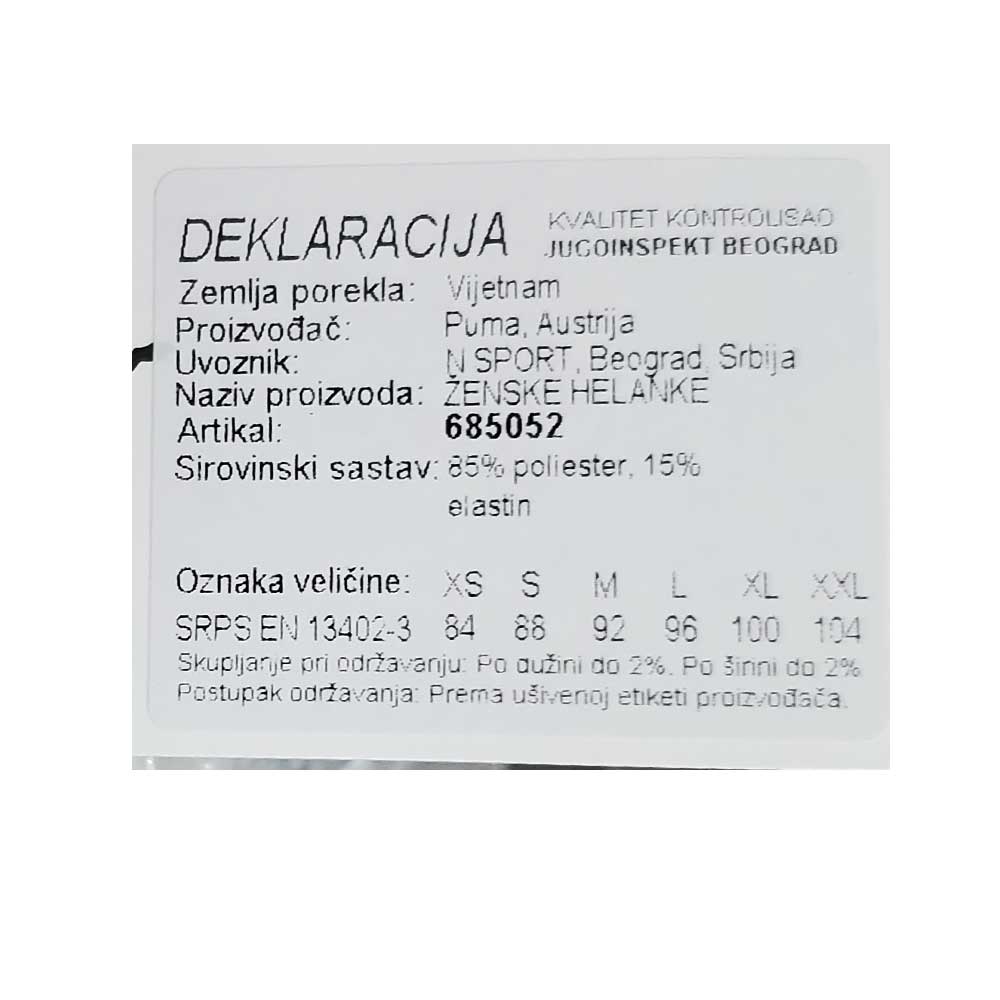 DEKLARACIJA
KVALITET KONTROLISAO
JUGOINSPEKT BEOGRAD
Zemlja porekla: Vijetnam
Proizvođač: Puma, Austrija
Uvoznik: N SPORT, Beograd, Srbija
Naziv proizvoda: ŽENSKE HELANKE
Artikal: 685052
Sirovinski sastav: 85% poliester, 15%
elastin
Oznaka veličine: XS S M L XL XXL
SRPS EN 13402-3 84 88 92 96 100 104
Skupljanje pri održavanju: Po dužini do 2%. Po širini do 2%
Postupak održavanja: Prema ušivenoj etiketi proizvođača.